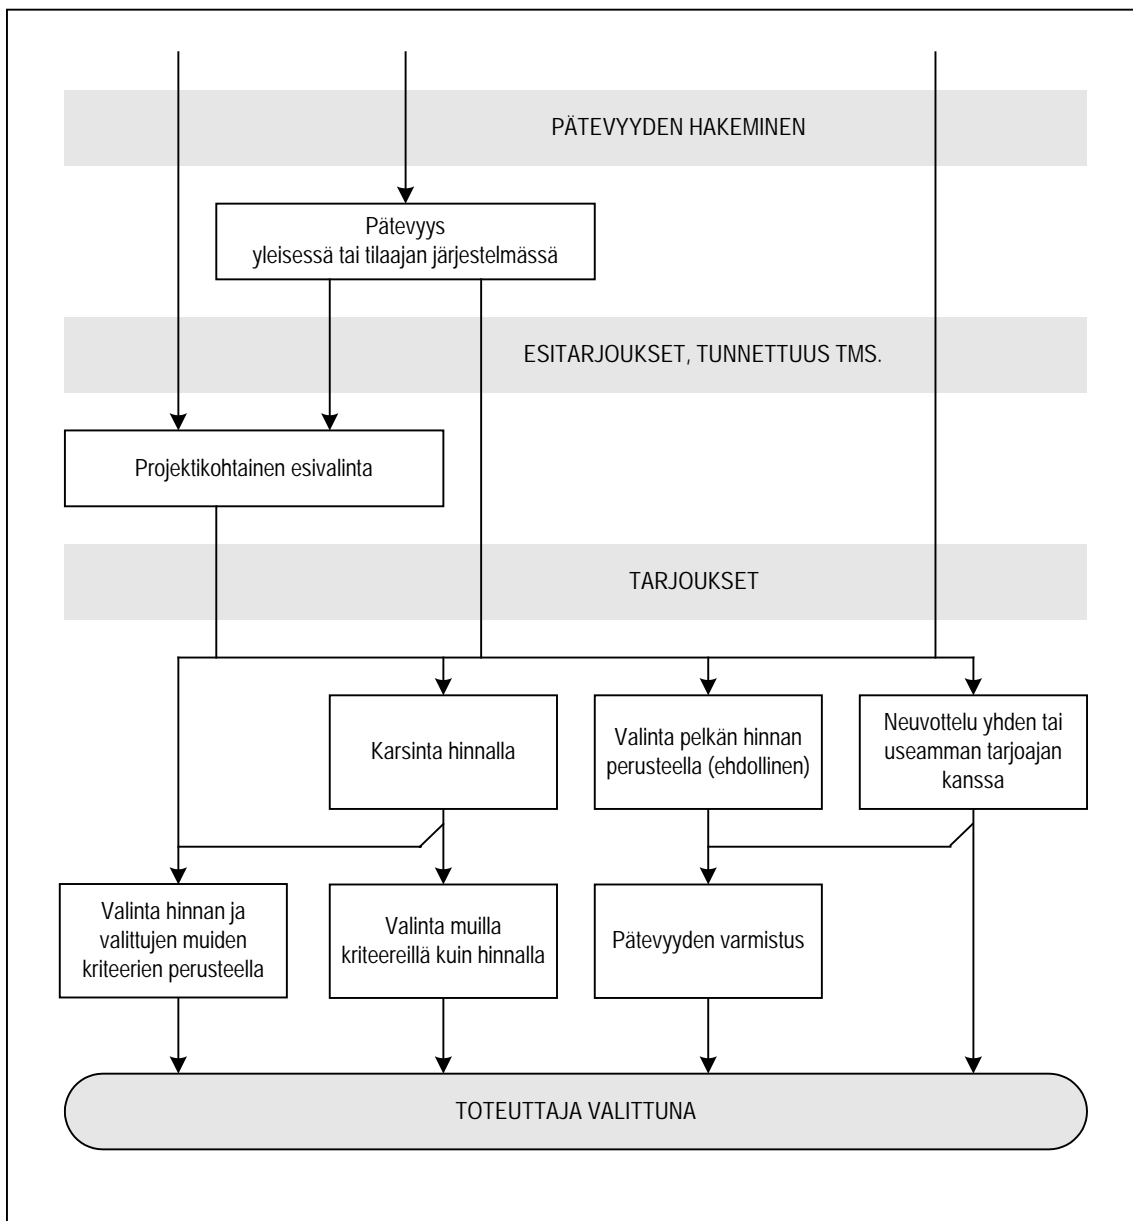 PÄTEVYYDEN HAKEMINEN
Pätevyys
yleisessä tai tilaajan järjestelmässä
ESITARJOUKSET, TUNNETTUUS TMS.
Projektikohtainen esivalinta
TARJOUKSET
Karsinta hinnalla
Valinta pelkän hinnan
perusteella (ehdollinen)
Neuvottelu yhden tai
useamman tarjoajan
kanssa
Valinta hinnan ja
valittujen muiden
kriteerien perusteella
Valinta muilla
kriteereillä kuin hinnalla
Pätevyyden varmistus
TOTEUTTAJA VALITTUNA